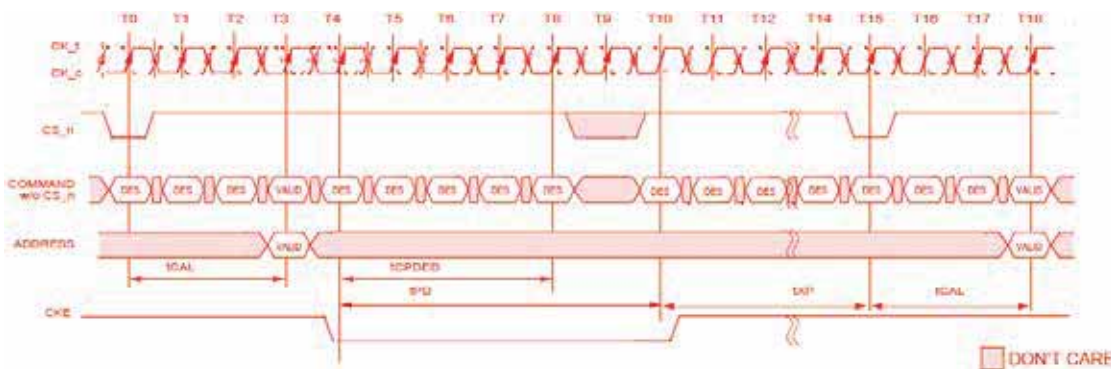 T0 T1 T2 T3 T4 T5 T6 T7 T8 T9 T10 T11 T12 T14 T15 T16 T17 T18
CK_t
CK_c
CS_n
COMMAND w/o CS_n
DES DES DES VALID DES DES DES DES DES DES DES DES DES DES DES DES VALID
ADDRESS
VALID VALID
tCAL tCPDED
tPD tXP tCAL
CKE
DON'T CARE